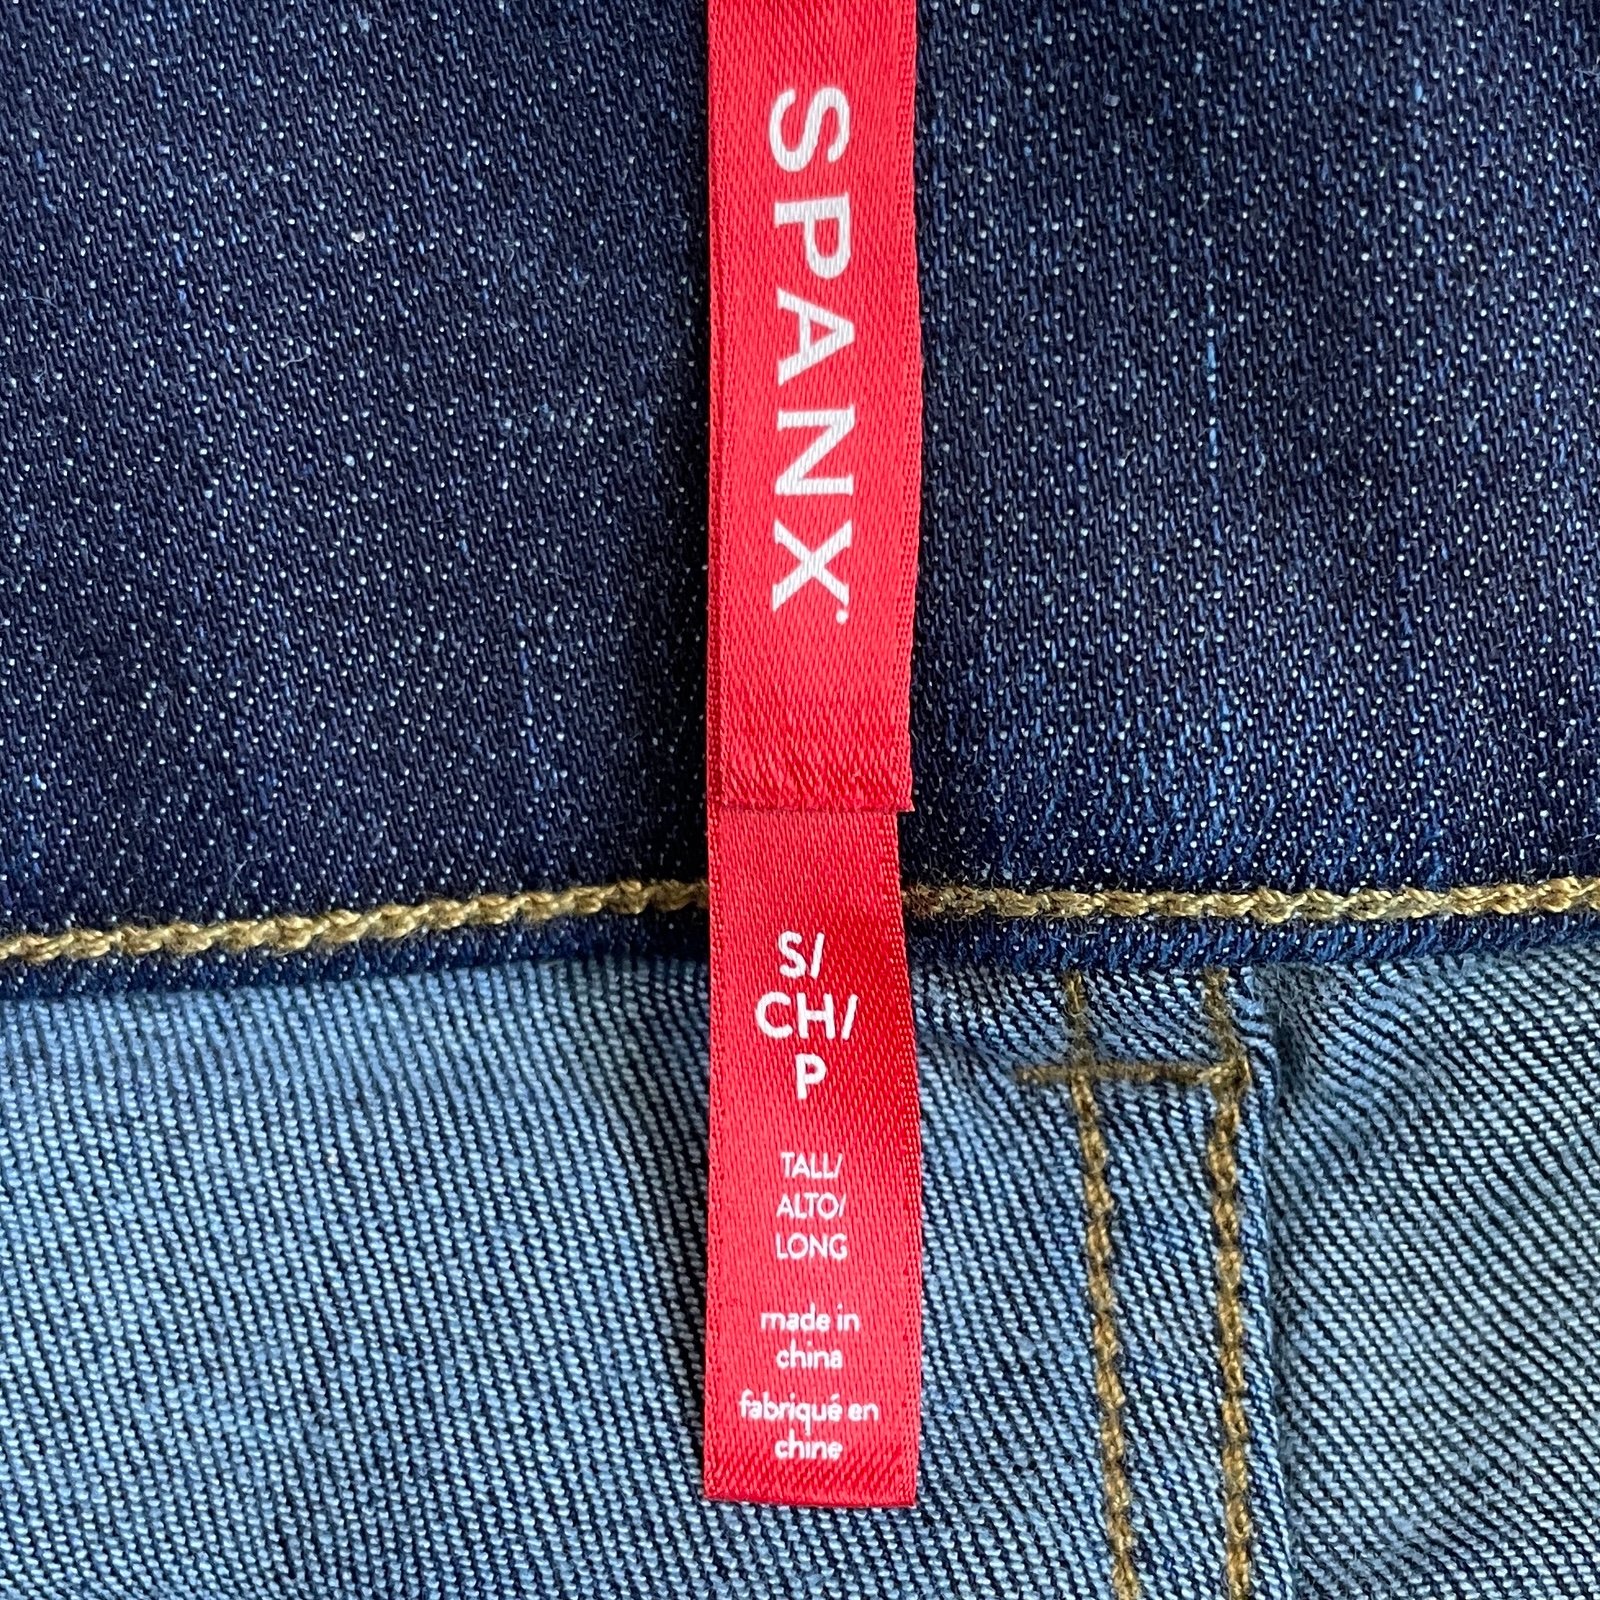 SPANX
S/
CH/
P
TALL/
ALTO/
LONG
made in
china
fabriqué en
chine